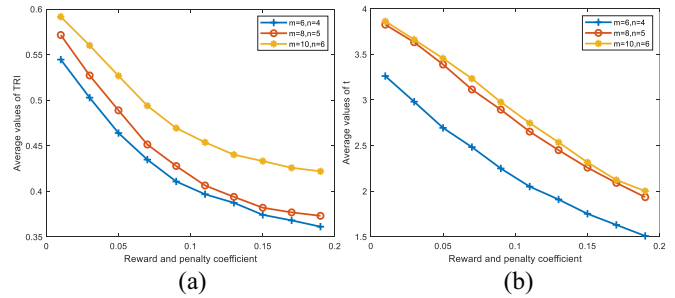 0.6
0.55
0.5
0.45
0.4
0.35
Average values of TRI
0
0.05
0.1
0.15
0.2
Reward and penalty coefficient
m=6,n=4
m=8,n=5
m=10,n=6
(a)
4
3.5
3
2.5
2
1.5
Average values of t
0
0.05
0.1
0.15
0.2
Reward and penalty coefficient
m=6,n=4
m=8,n=5
m=10,n=6
(b)